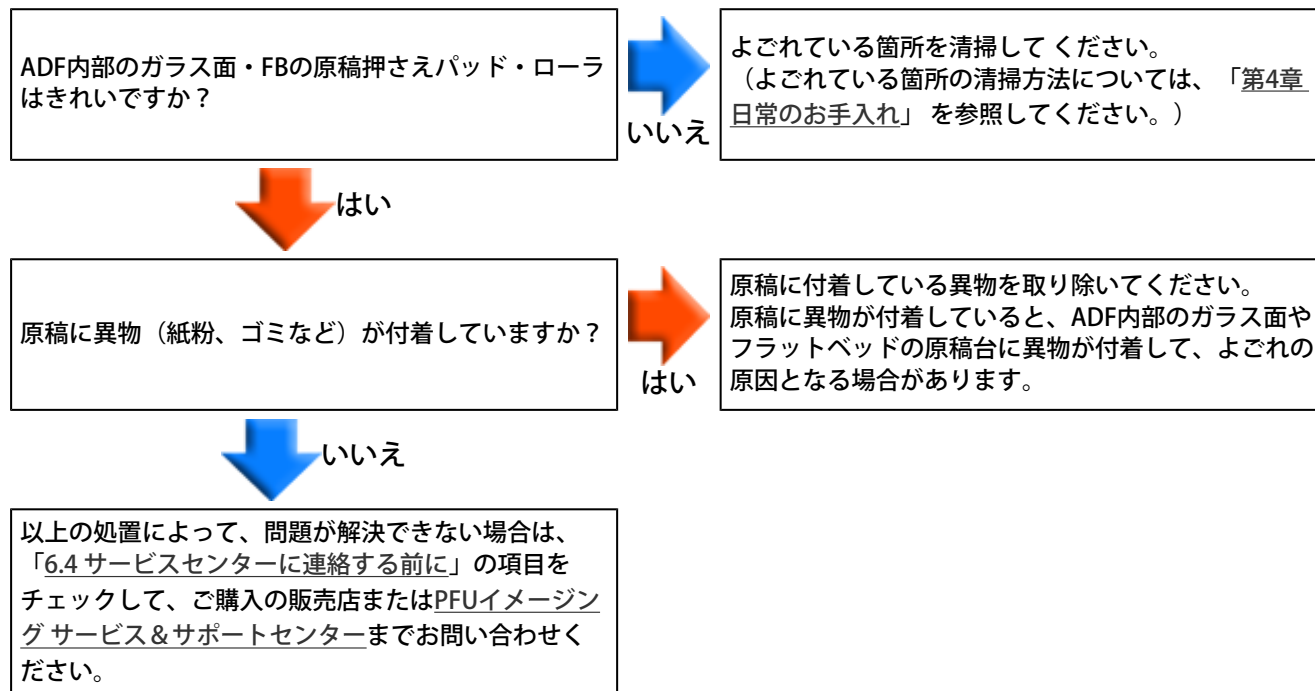 ADF内部のガラス面・FBの原稿押さえパッド・ローラ
はきれいですか？
いいえ
よごれている箇所を清掃して ください。
（よごれている箇所の清掃方法については、 「第4章
日常のお手入れ」 を参照してください。）
はい
原稿に異物（紙粉、ゴミなど）が付着していますか？
はい
原稿に付着している異物を取り除いてください。
原稿に異物が付着していると、ADF内部のガラス面や
フラットベッドの原稿台に異物が付着して、よごれの
原因となる場合があります。
いいえ
以上の処置によって、問題が解決できない場合は、
「6.4 サービスセンターに連絡する前に」の項目を
チェックして、ご購入の販売店またはPFUイメージン
グ サービス＆サポートセンターまでお問い合わせく
ださい。